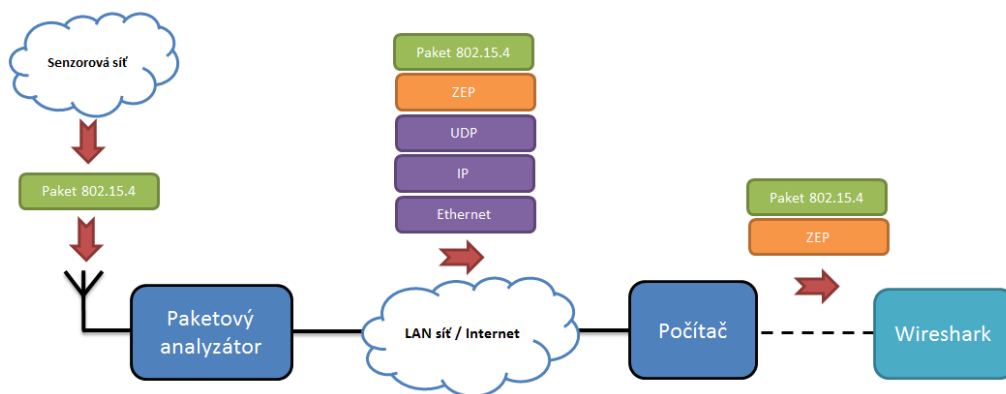 Senzorová síť
Paket 802.15.4
Paketový
analyzátor
Paket 802.15.4
ZEP
UDP
IP
Ethernet
LAN síť / Internet
Počítač
Paket 802.15.4
ZEP
Wireshark